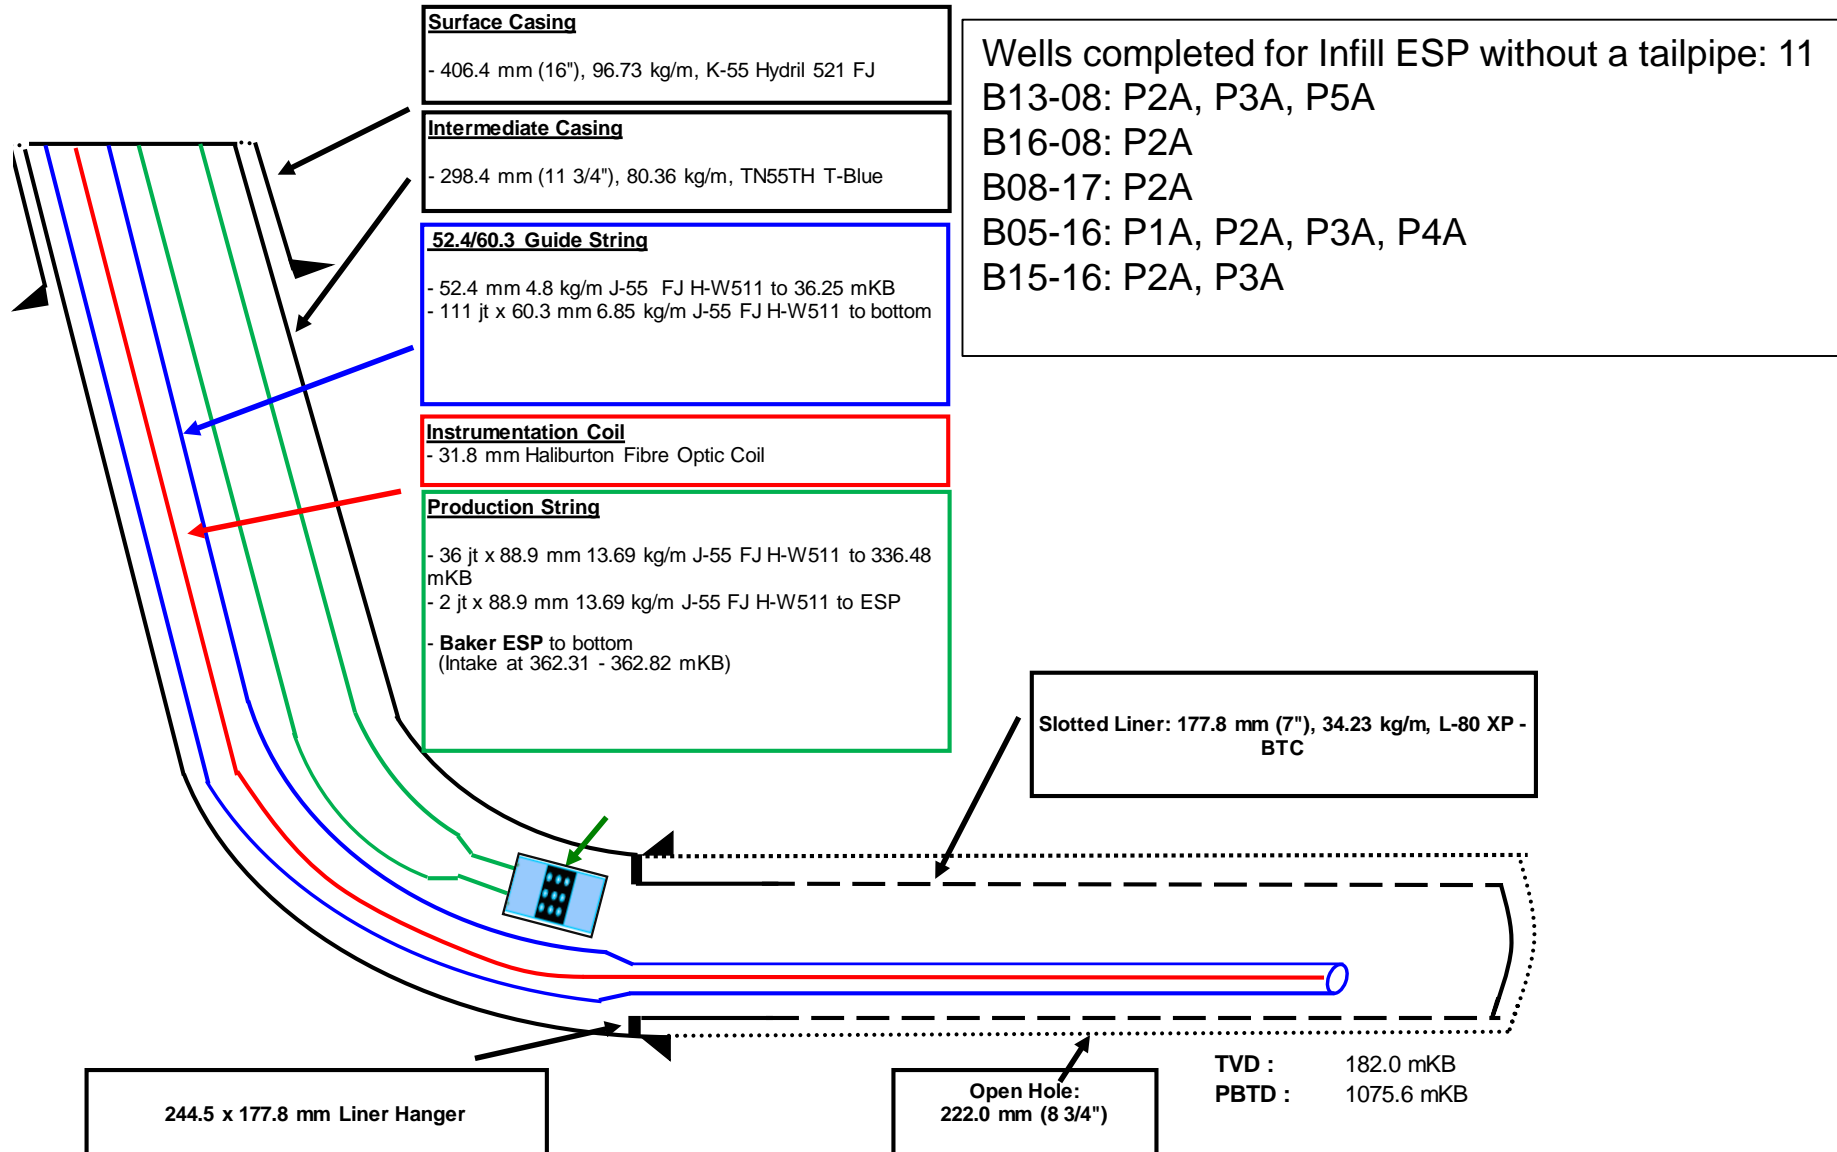 Surface Casing
- 406.4 mm (16"), 96.73 kg/m, K-55 Hydril 521 FJ
Intermediate Casing
- 298.4 mm (11 3/4"), 80.36 kg/m, TN55TH T-Blue
52.4/60.3 Guide String
- 52.4 mm 4.8 kg/m J-55 FJ H-W511 to 36.25 mKB
- 111 jt x 60.3 mm 6.85 kg/m J-55 FJ H-W511 to bottom
Instrumentation Coil
- 31.8 mm Haliburton Fibre Optic Coil
Production String
- 36 jt x 88.9 mm 13.69 kg/m J-55 FJ H-W511 to 336.48
mKB
- 2 jt x 88.9 mm 13.69 kg/m J-55 FJ H-W511 to ESP
- Baker ESP to bottom
(Intake at 362.31 - 362.82 mKB)
Wells completed for Infill ESP without a tailpipe: 11
B13-08: P2A, P3A, P5A
B16-08: P2A
B08-17: P2A
B05-16: P1A, P2A, P3A, P4A
B15-16: P2A, P3A
Slotted Liner: 177.8 mm (7"), 34.23 kg/m, L-80 XP -
BTC
244.5 x 177.8 mm Liner Hanger
Open Hole:
222.0 mm (8 3/4")
TVD : 182.0 mKB
PBTD : 1075.6 mKB